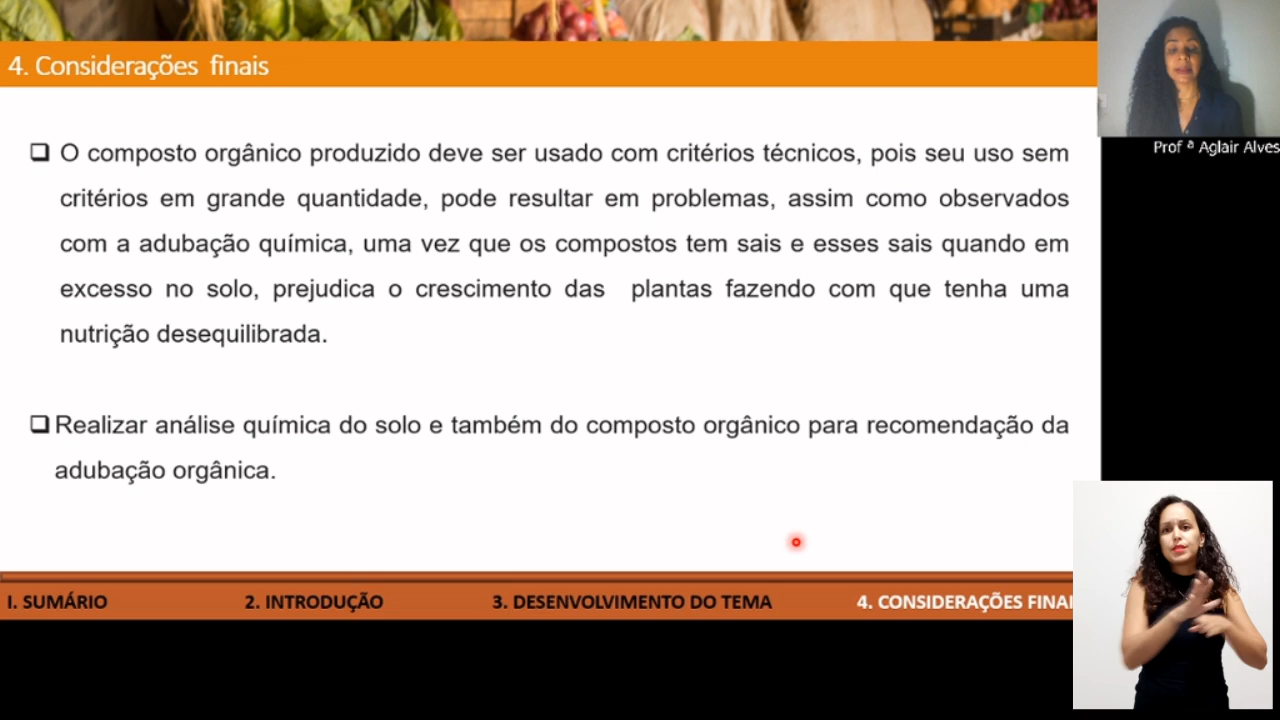 4. Considerações finais
❑ O composto orgânico produzido deve ser usado com critérios técnicos, pois seu uso sem
critérios em grande quantidade, pode resultar em problemas, assim como observados
com a adubação química, uma vez que os compostos tem sais e esses sais quando em
excesso no solo, prejudica o crescimento das plantas fazendo com que tenha uma
nutrição desequilibrada.
❑ Realizar análise química do solo e também do composto orgânico para recomendação da
adubação orgânica.
Prof ª Aglair Alves
I. SUMÁRIO
2. INTRODUÇÃO
3. DESENVOLVIMENTO DO TEMA
4. CONSIDERAÇÕES FINAI